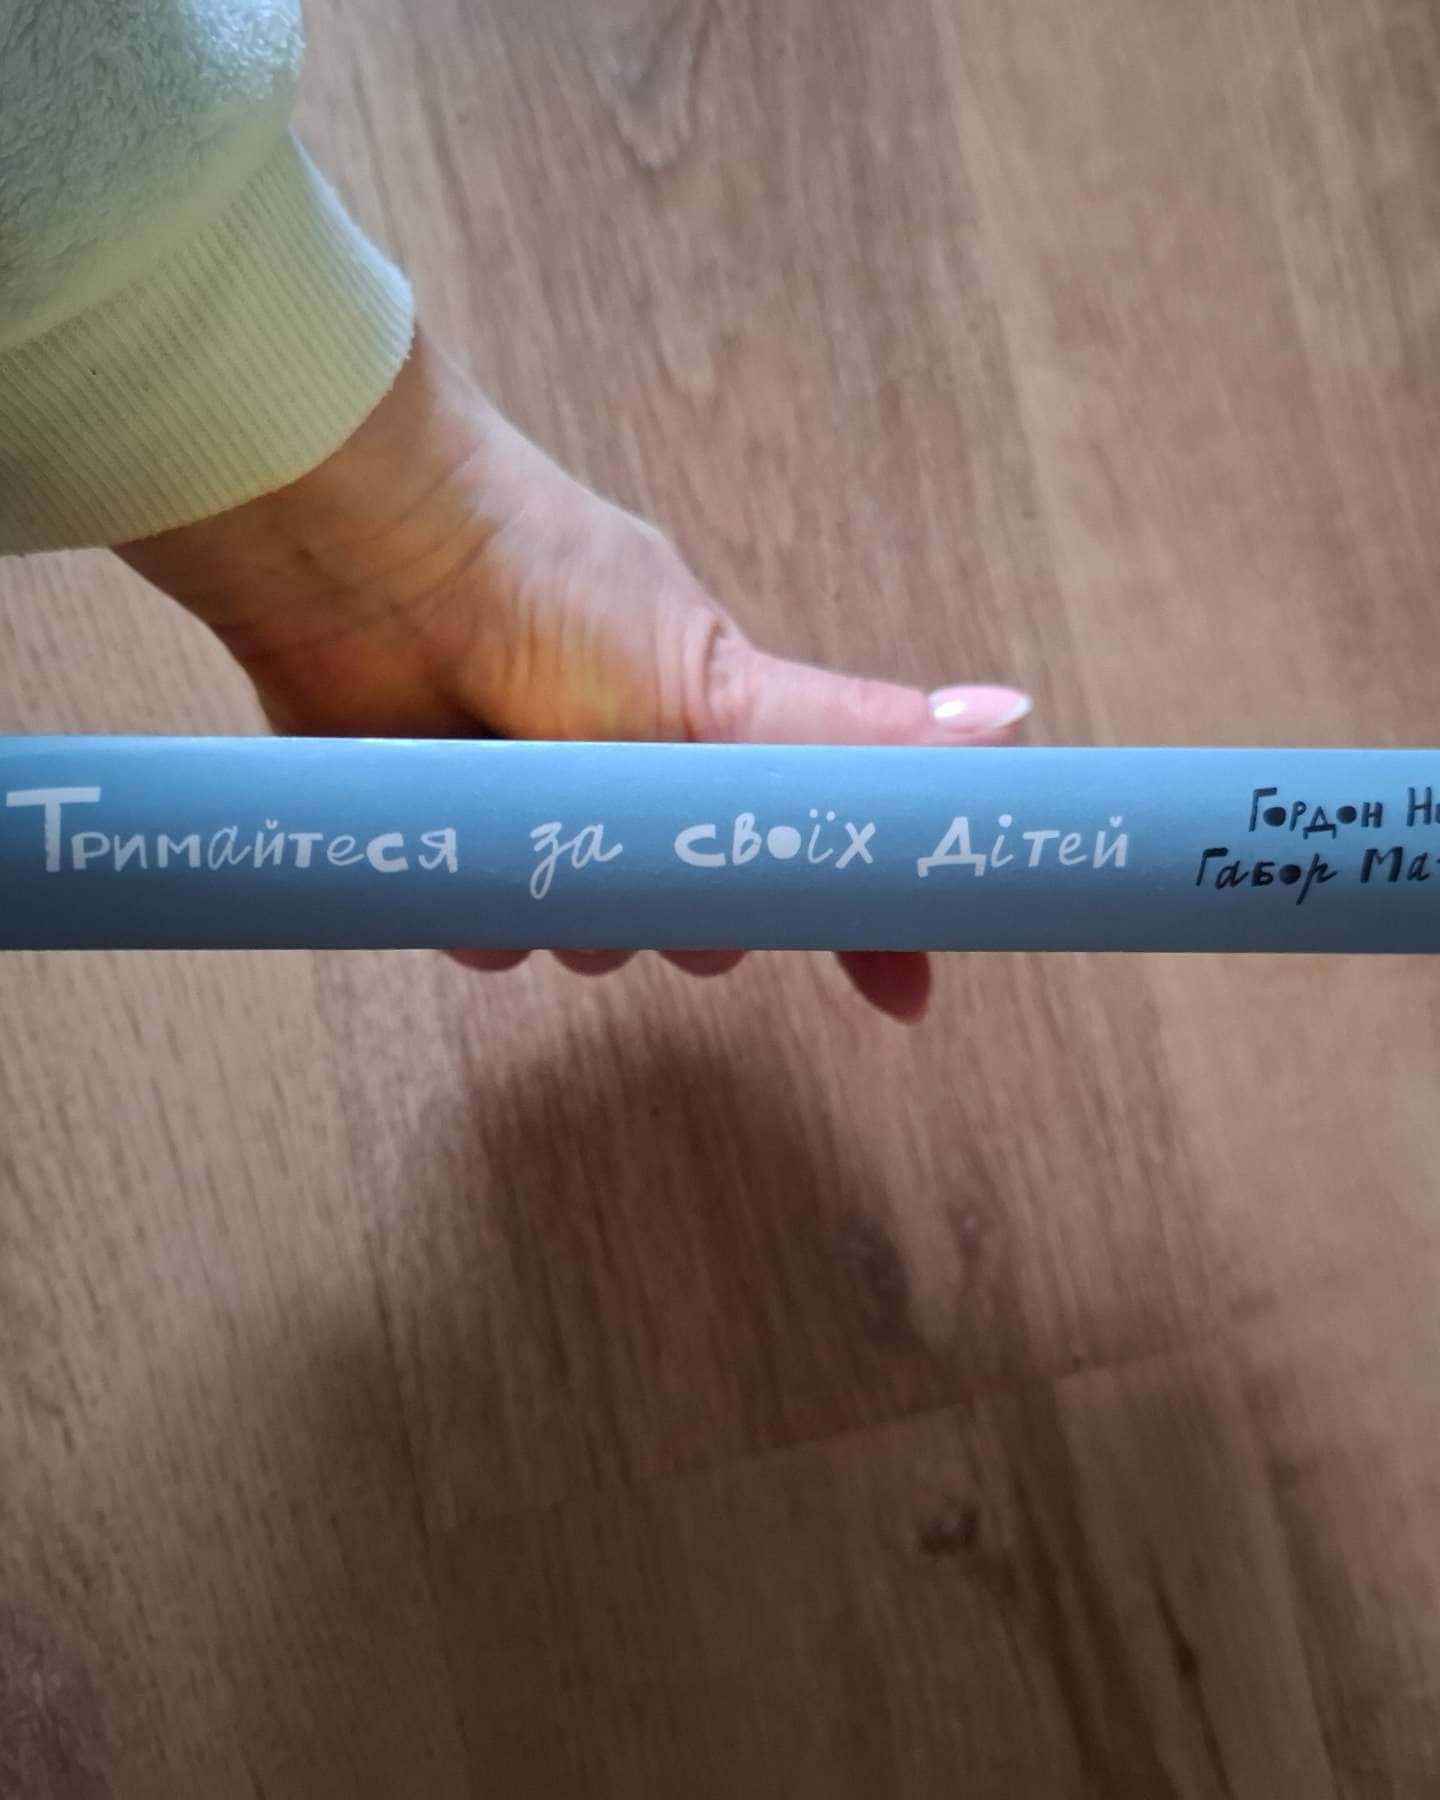 Тримайтеся за своїх дітей
Гордон
Габор